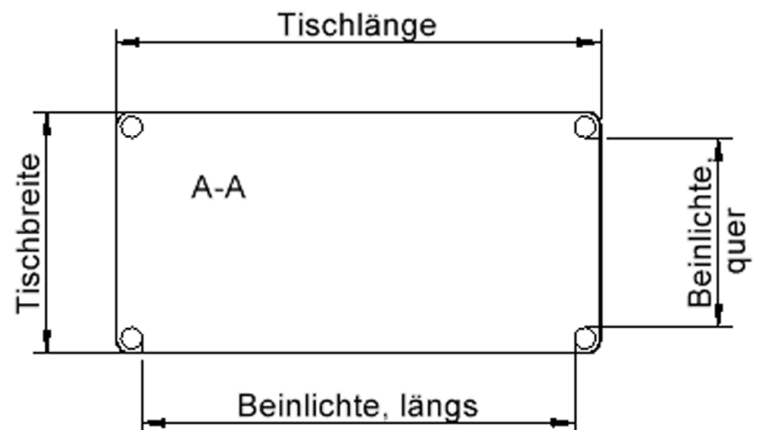 Tischlänge
Tischbreite
A-A
Beinlichte,
quer
Beinlichte, längs